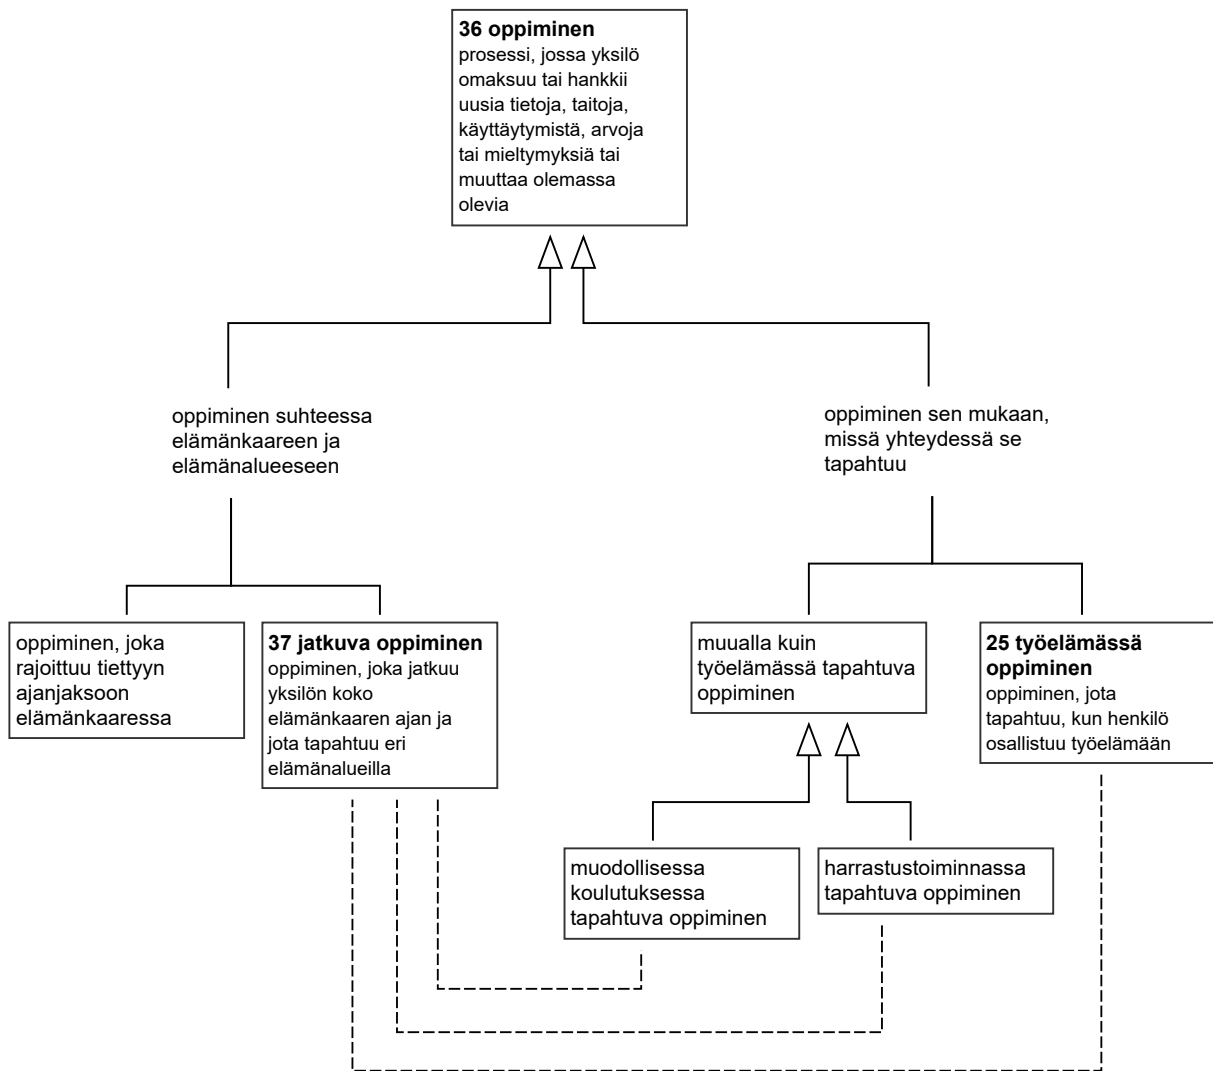 36 oppiminen
prosessi, jossa yksilö
omaksuu tai hankkii
uusia tietoja, taitoja,
käyttäytymistä, arvoja
tai mieltymyksiä tai
muuttaa olemassa
olevia
oppiminen suhteessa
elämänkaareen ja
elämänalueeseen
oppiminen sen mukaan,
missä yhteydessä se
tapahtuu
oppiminen, joka
rajoittuu tiettyyn
ajanjaksoon
elämänkaaressa
37 jatkuva oppiminen
oppiminen, joka jatkuu
yksilön koko
elämänkaaren ajan ja
jota tapahtuu eri
elämänalueilla
muualla kuin
työelämässä tapahtuva
oppiminen
25 työelämässä
oppiminen
oppiminen, jota
tapahtuu, kun henkilö
osallistuu työelämään
muodollisessa
koulutuksessa
tapahtuva oppiminen
harrastustoiminnassa
tapahtuva oppiminen